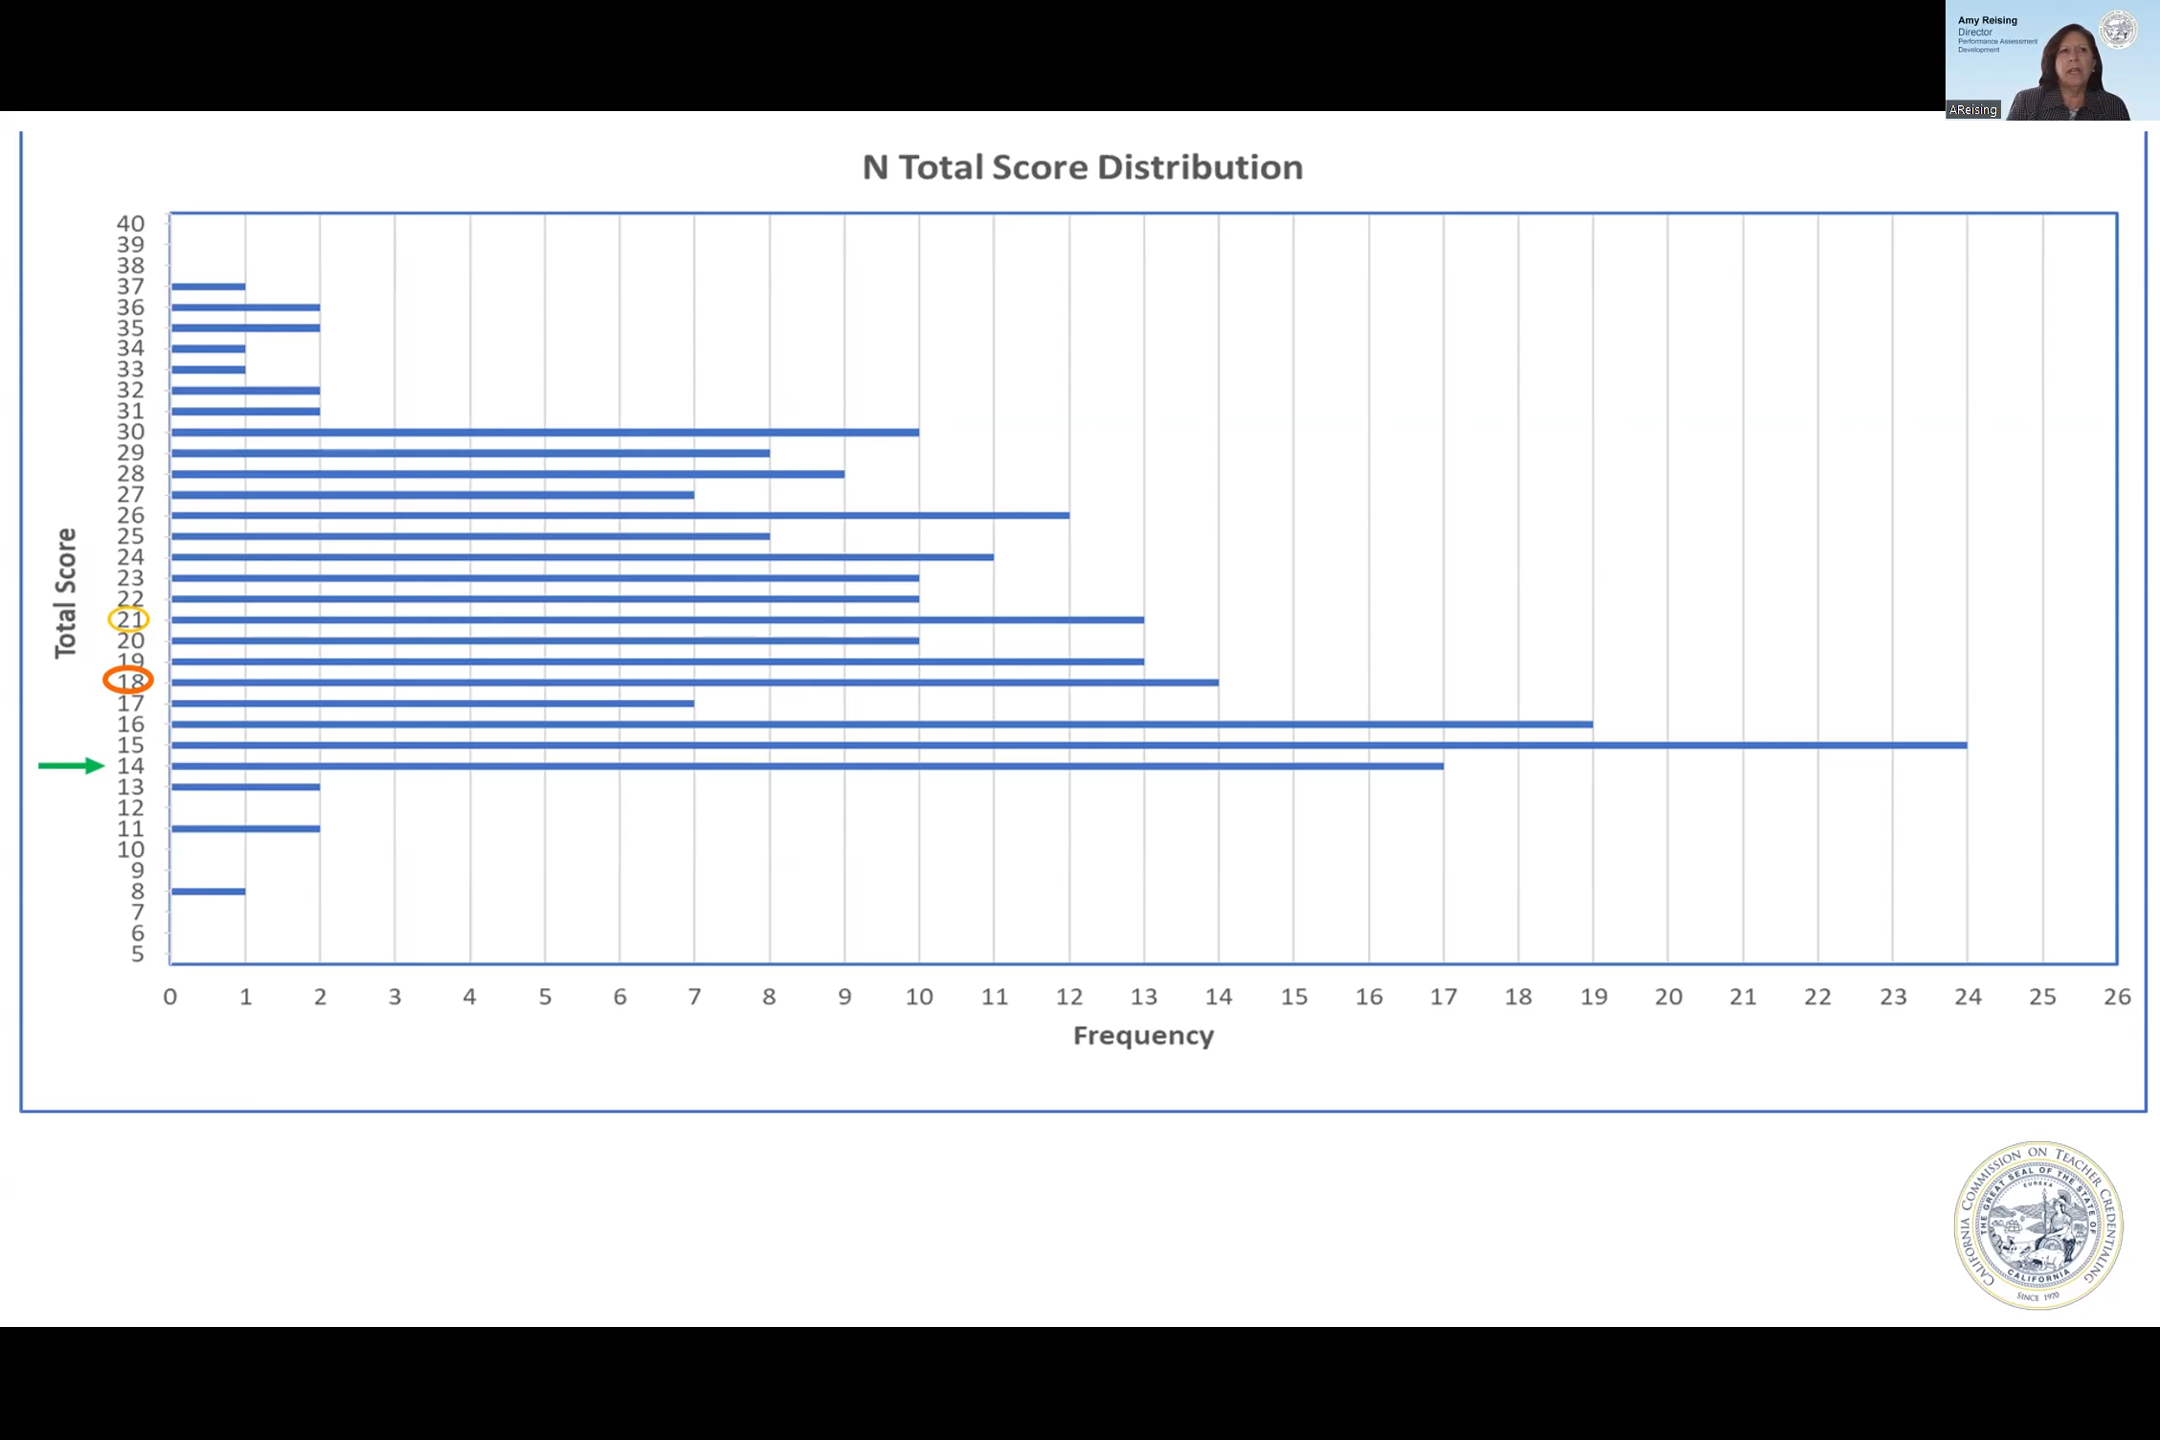 Amy Reising
Director
Performance Assessment
Development
AReising
N Total Score Distribution
Total Score
40
39
38
37
36
35
34
33
32
31
30
29
28
27
26
25
24
23
22
21
20
19
18
17
16
15
14
13
12
11
10
9
8
7
6
5
0 1 2 3 4 5 6 7 8 9 10 11 12 13 14 15 16 17 18 19 20 21 22 23 24 25 26
Frequency
CALIFORNIA COMMISSION ON TEACHER CREDENTIALING
THE GREAT SEAL OF THE STATE OF
EUREKA
CALIFORNIA
SINCE 1970